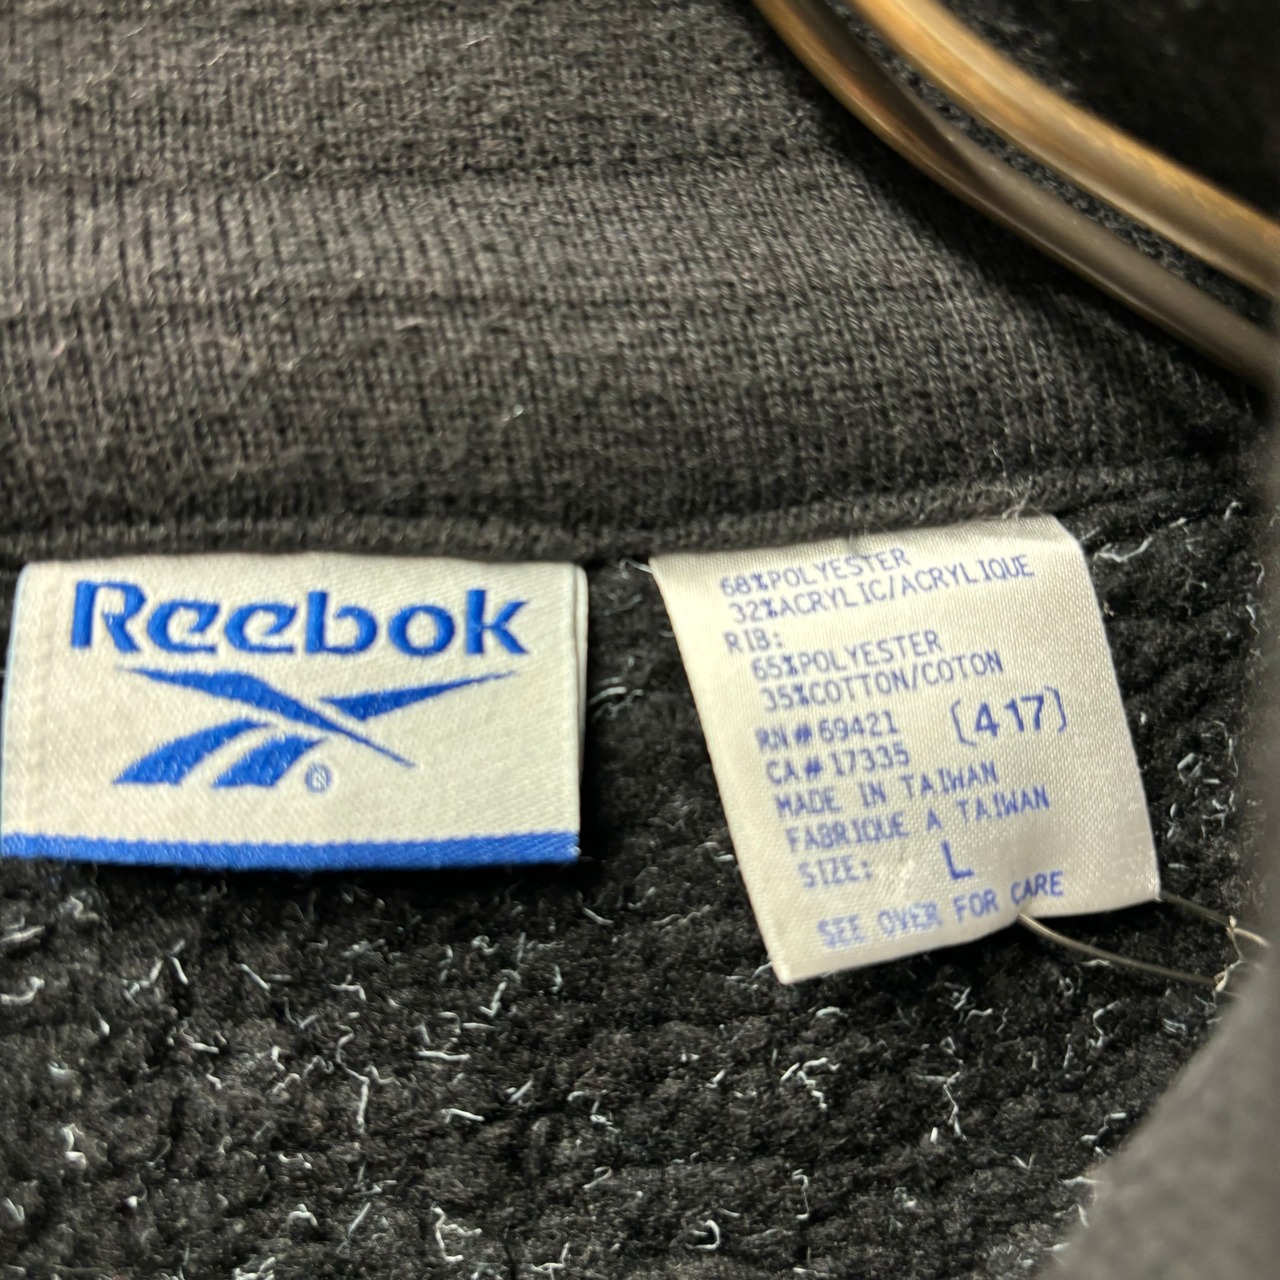 Reebok
®
68%POLYESTER
32%ACRYLIC/ACRYLIQUE
RIB:
65%POLYESTER
35%COTTON/COTON
RN#69421 (417)
CA#17335
MADE IN TAIWAN
FABRIQUE A TAIWAN
SIZE: L
SEE OVER FOR CARE